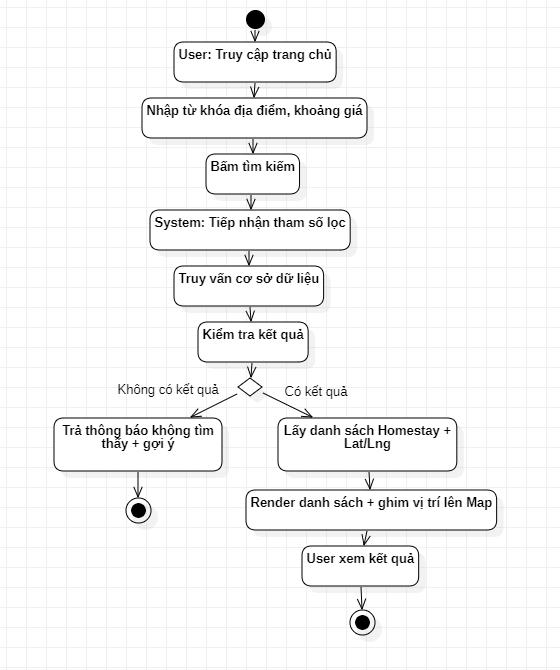 User: Truy cập trang chủ
Nhập từ khóa địa điểm, khoảng giá
Bấm tìm kiếm
System: Tiếp nhận tham số lọc
Truy vấn cơ sở dữ liệu
Kiểm tra kết quả
Không có kết quả
Có kết quả
Trả thông báo không tìm
thấy + gợi ý
Lấy danh sách Homestay +
Lat/Lng
Render danh sách + ghim vị trí lên Map
User xem kết quả